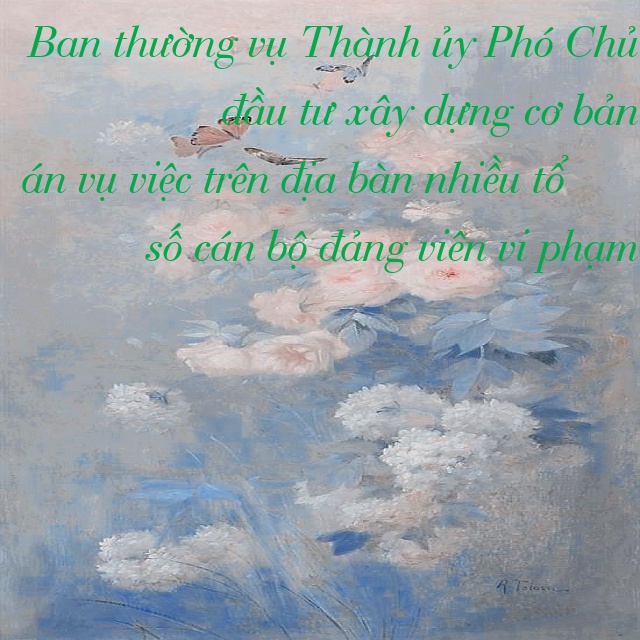 Ban thường vụ Thành ủy Phó Chủ
đầu tư xây dựng cơ bản
án vụ việc trên địa bàn nhiều tổ
số cán bộ đảng viên vi phạm